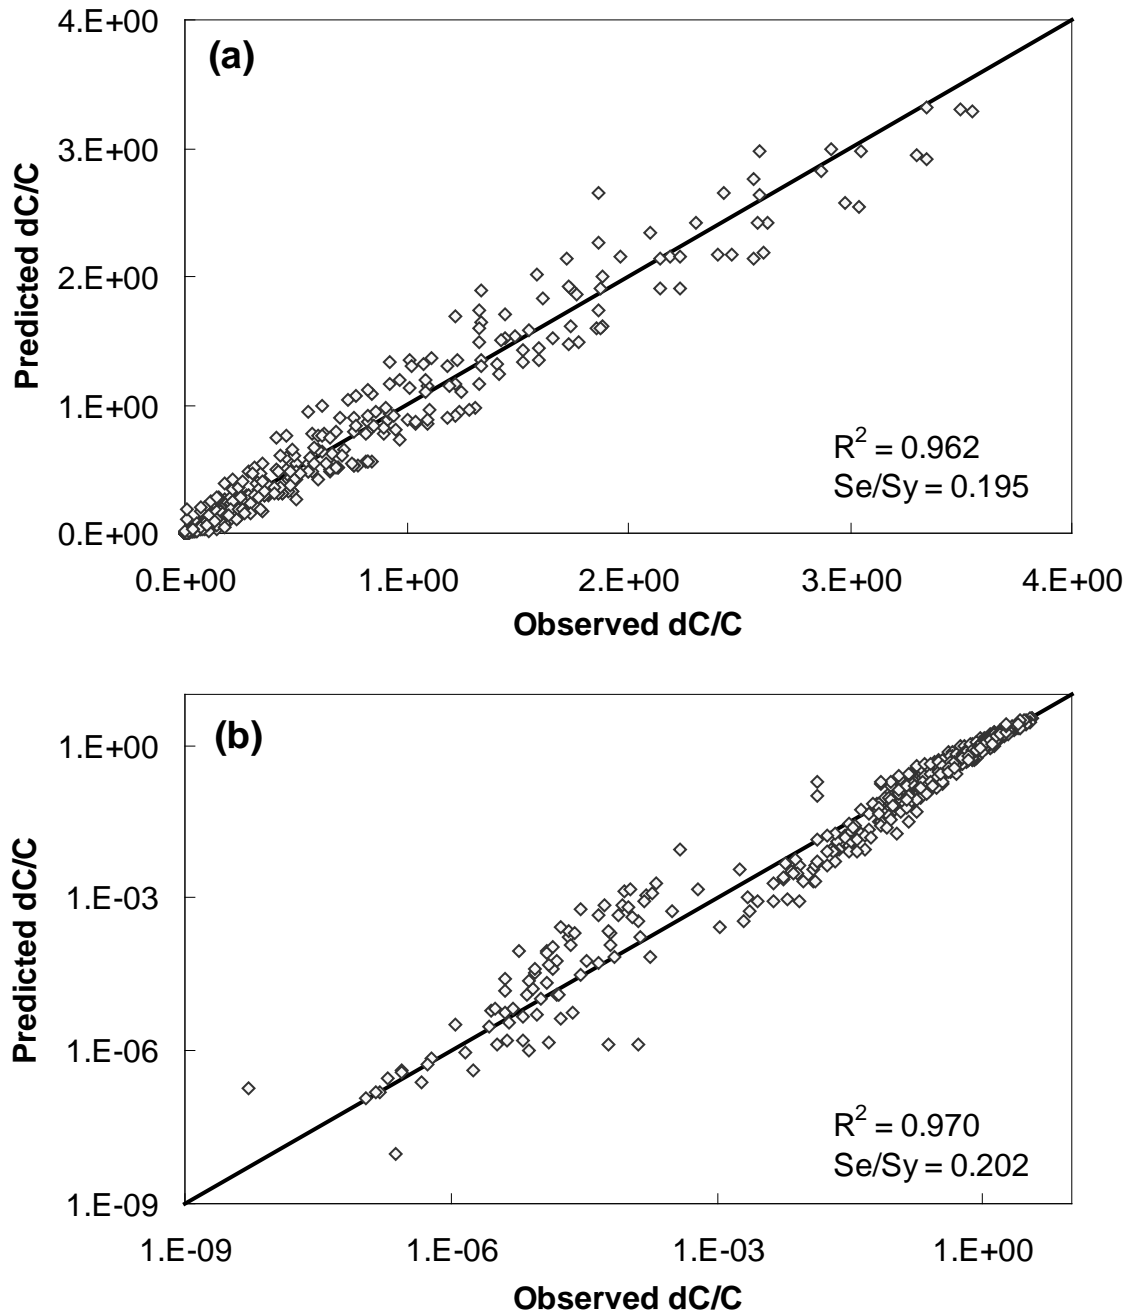 4.E+00
(a)
3.E+00
Predicted dC/C
2.E+00
1.E+00
R² = 0.962
Se/Sy = 0.195
0.E+00
0.E+00 1.E+00 2.E+00 3.E+00 4.E+00
Observed dC/C
(b)
1.E+00
Predicted dC/C
1.E-03
1.E-06
R² = 0.970
Se/Sy = 0.202
1.E-09
1.E-09 1.E-06 1.E-03 1.E+00
Observed dC/C